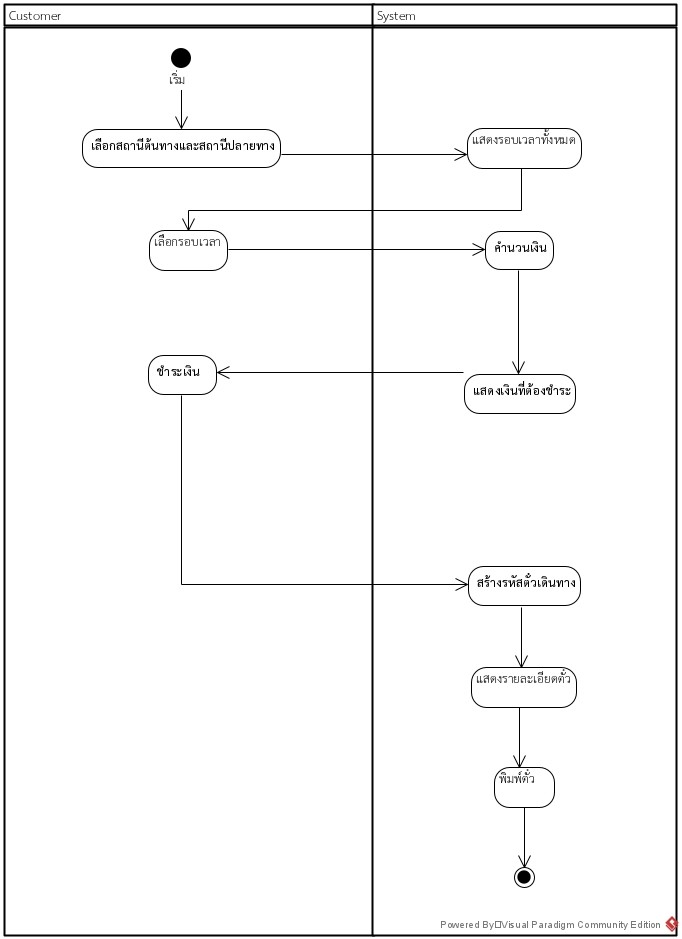 Customer
System
เริ่ม
เลือกสถานีต้นทางและสถานีปลายทาง
แสดงรอบเวลาทั้งหมด
เลือกรอบเวลา
คำนวนเงิน
ชำระเงิน
แสดงเงินที่ต้องชำระ
สร้างรหัสตั๋วเดินทาง
แสดงรายละเอียดตั๋ว
พิมพ์ตั๋ว
Powered By Visual Paradigm Community Edition